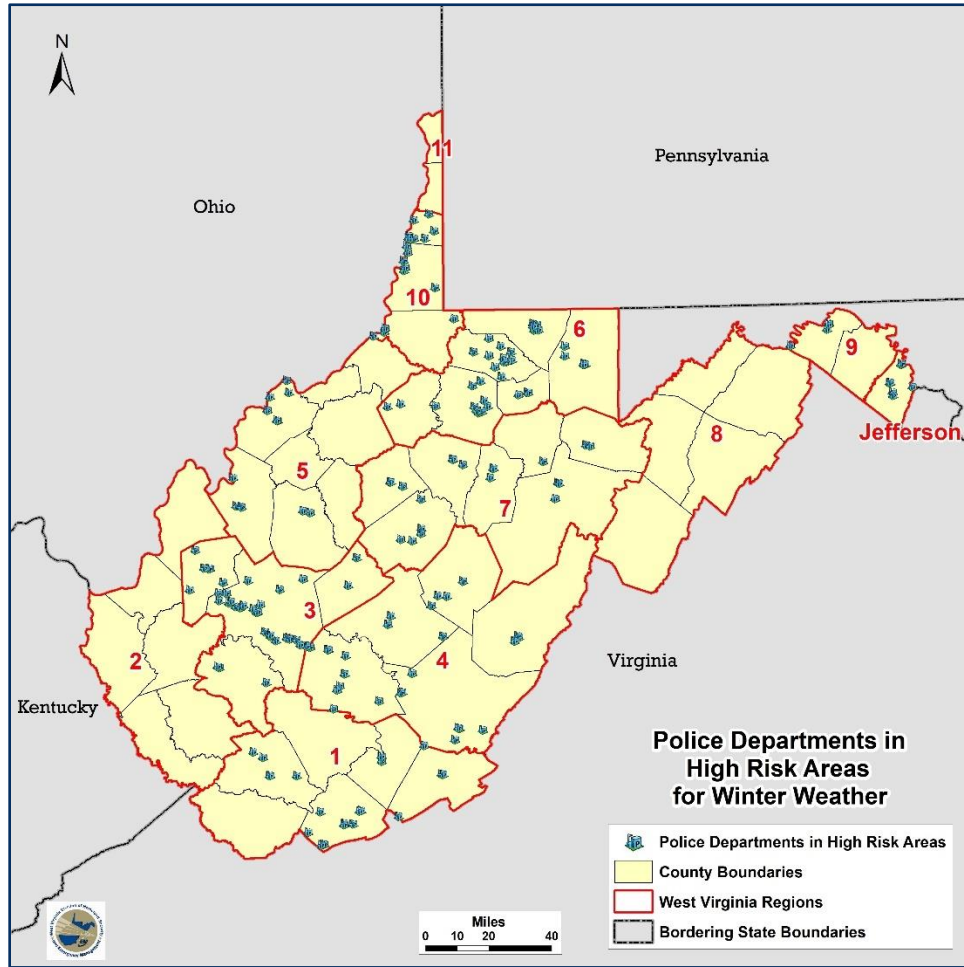 N
11
Pennsylvania
Ohio
10
6
9
8
Jefferson
5
7
3
2
4
Virginia
Kentucky
1
Police Departments in
High Risk Areas
for Winter Weather
Police Departments in High Risk Areas
County Boundaries
West Virginia Regions
Bordering State Boundaries
Miles
0 10 20 40